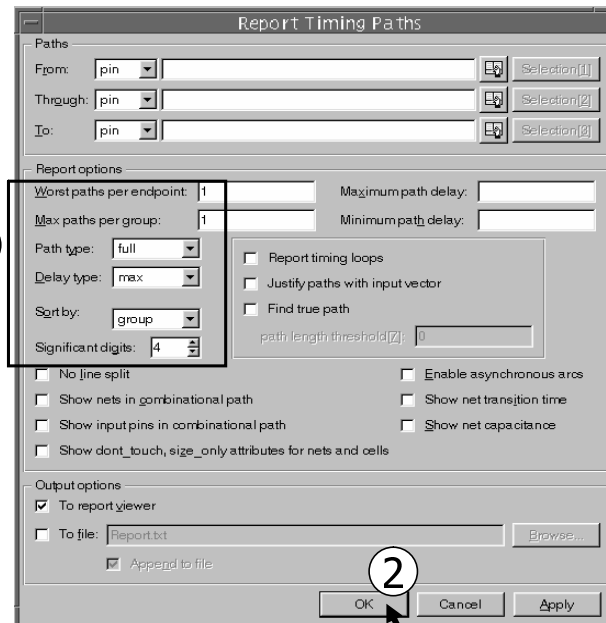 Report Timing Paths
Paths
From: pin Selection[1]
Through: pin Selection[2]
To: pin Selection[3]
Report options
Worst paths per endpoint: 1 Maximum path delay:
Max paths per group: 1 Minimum path delay:
Path type: full
Delay type: max
Sort by: group
Significant digits: 4
Report timing loops
Justify paths with input vector
Find true path
path length threshold[Z]: 0
No line split
Enable asynchronous arcs
Show nets in combinational path
Show net transition time
Show input pins in combinational path
Show net capacitance
Show dont_touch, size_only attributes for nets and cells
Output options
To report viewer
To file: Report.txt Browse...
Append to file
2
OK Cancel Apply